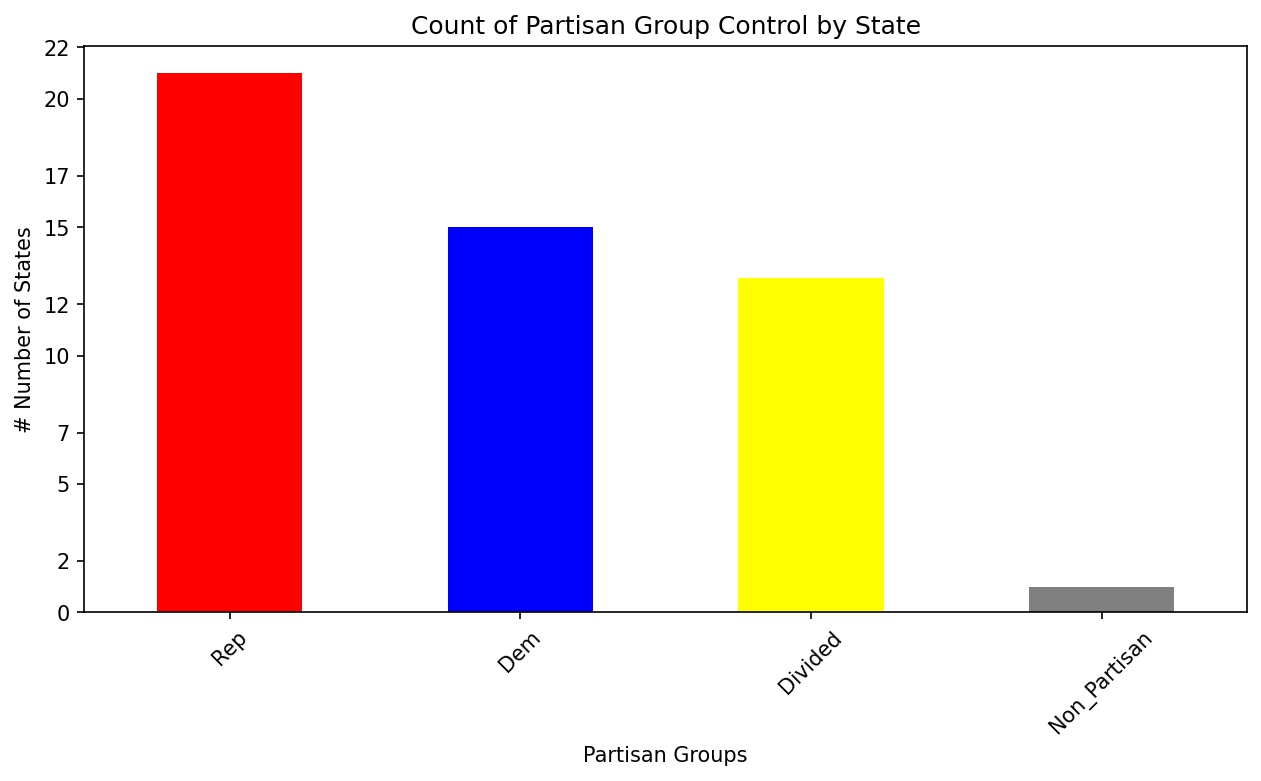 Count of Partisan Group Control by State
22
20
17
15
12
10
7
5
2
0
# Number of States
Rep
Dem
Divided
Non_Partisan
Partisan Groups